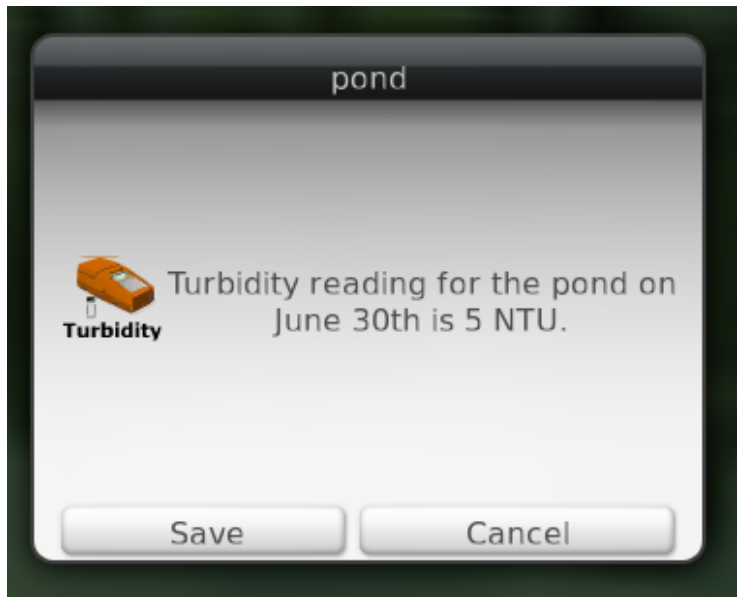 pond
Turbidity reading for the pond on
June 30th is 5 NTU.
Turbidity
Save
Cancel